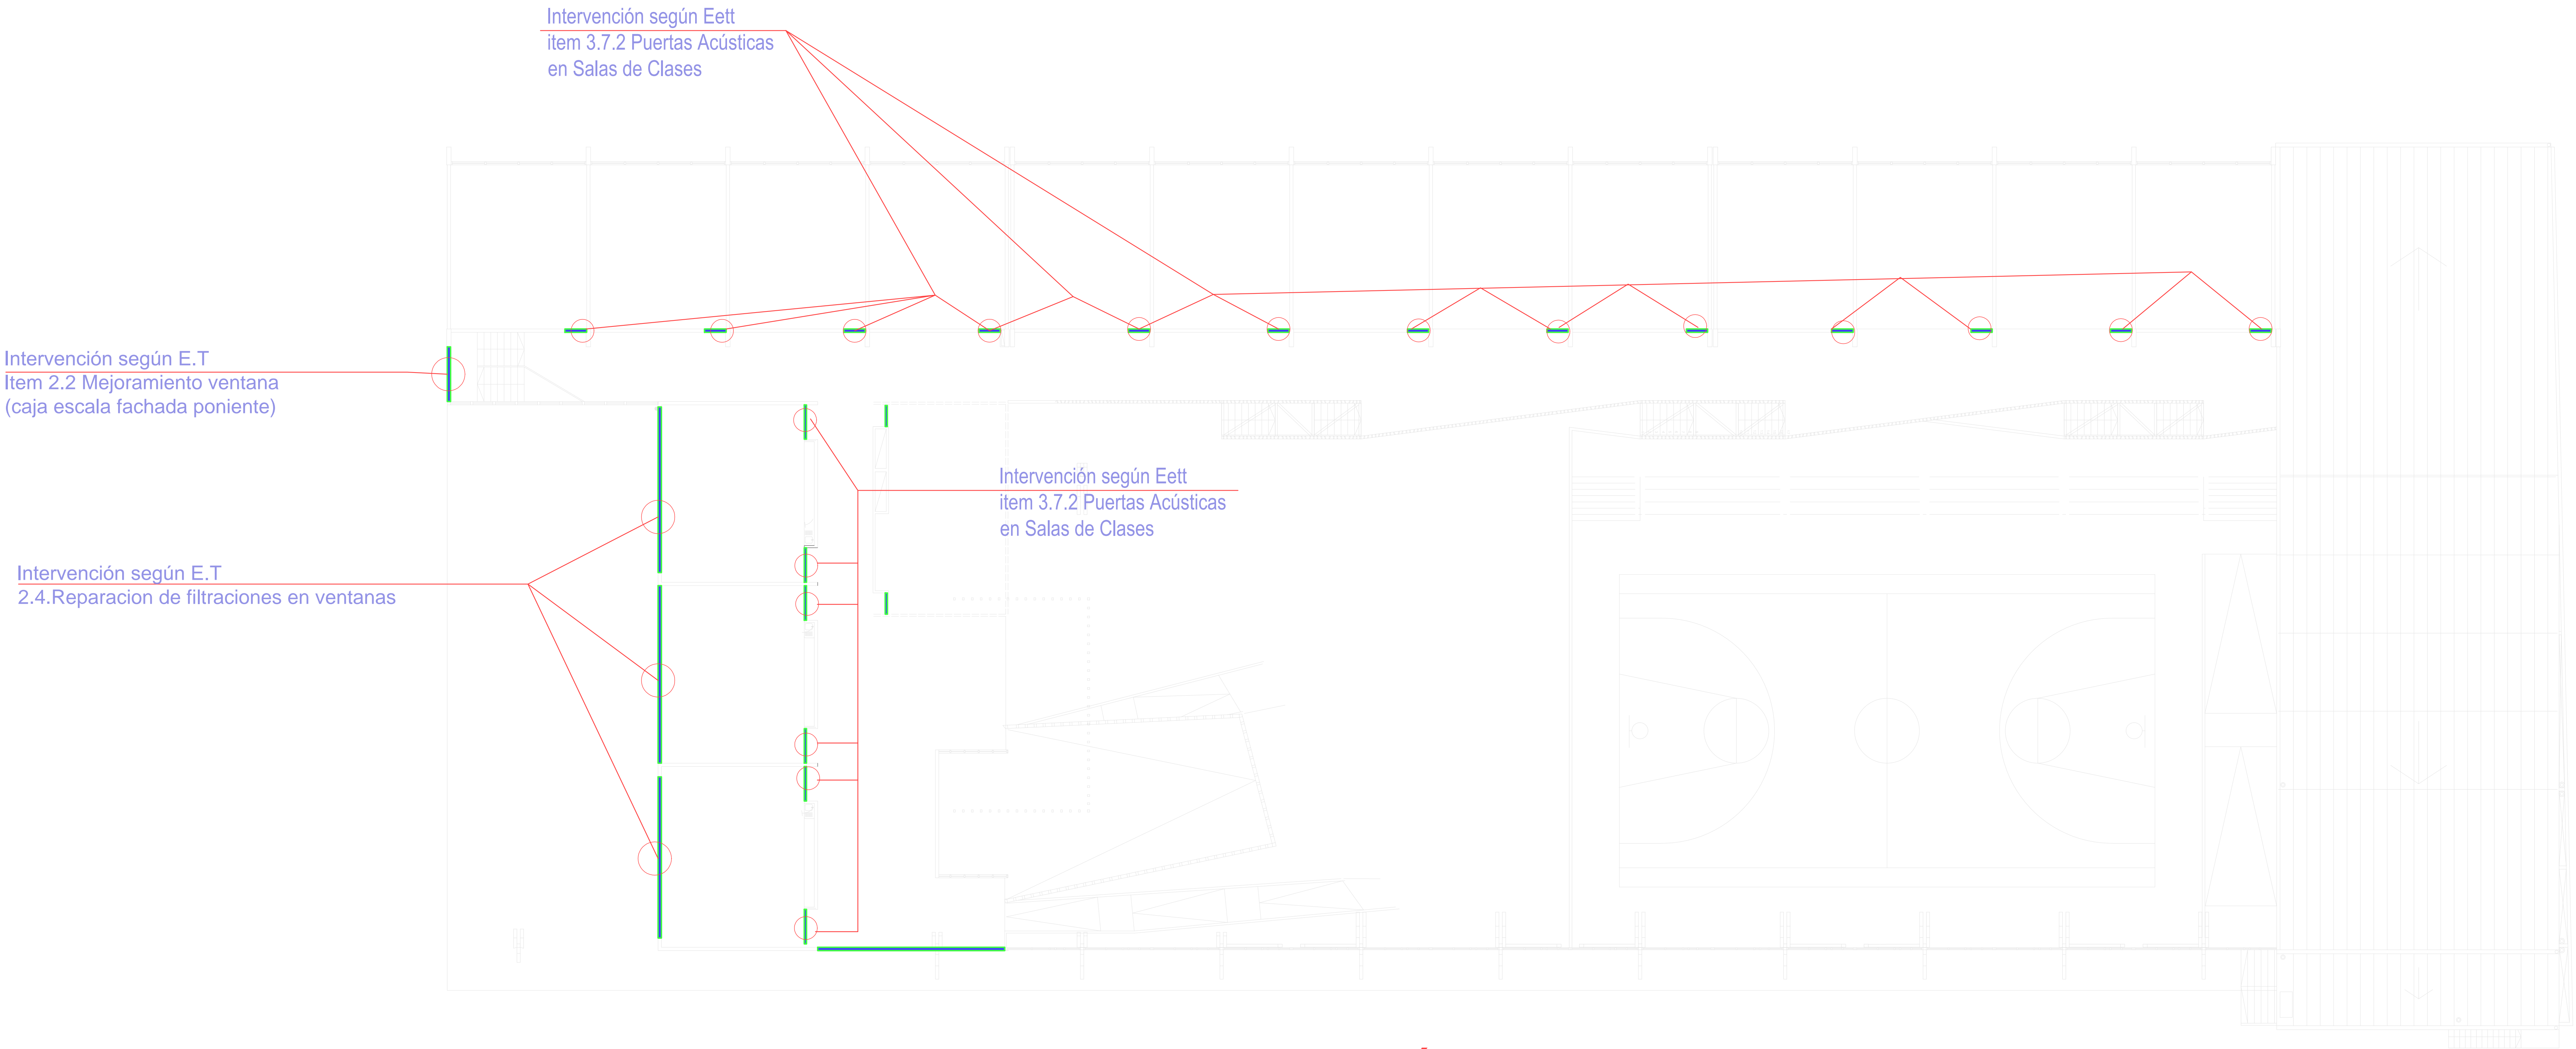 Intervención según Eett
item 3.7.2 Puertas Acústicas
en Salas de Clases
Intervención según E.T
Item 2.2 Mejoramiento ventana
(caja escala fachada poniente)
Intervención según Eett
item 3.7.2 Puertas Acústicas
en Salas de Clases
Intervención según E.T
2.4.Reparacion de filtraciones en ventanas